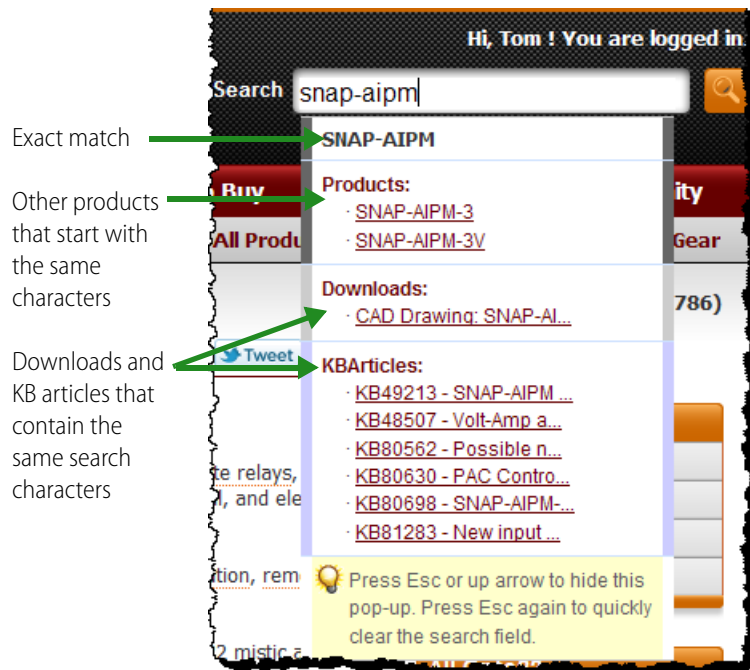 Hi, Tom ! You are logged in
Search
snap-aipm
Exact match
SNAP-AIPM
Other products
that start with
the same
characters
Buy
ity
Products:
· SNAP-AIPM-3
· SNAP-AIPM-3V
All Produ
Gear
Downloads:
· CAD Drawing: SNAP-AI...
786)
Downloads and
KB articles that
contain the
same search
characters
Tweet
KBArticles:
· KB49213 - SNAP-AIPM ...
· KB48507 - Volt-Amp a...
· KB80562 - Possible n...
· KB80630 - PAC Contro...
· KB80698 - SNAP-AIPM-...
· KB81283 - New input ...
te relays,
l, and ele
tion, rem
Press Esc or up arrow to hide this
pop-up. Press Esc again to quickly
clear the search field.
2 mistic a